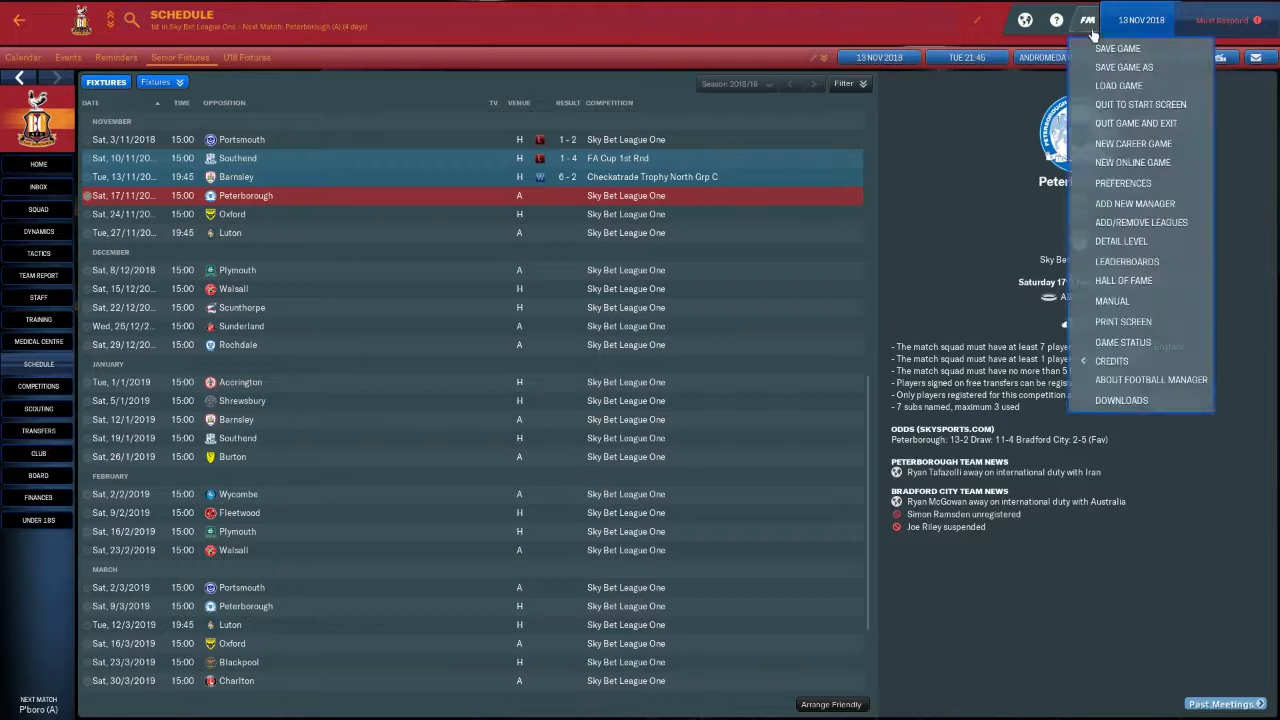 SCHEDULE
1st in Sky Bet League One - Next Match: Peterborough (A) (4 days)
FM
13 NOV 2018
Must Respond
Calendar Events Reminders Senior Fixtures U18 Fixtures
13 NOV 2018 TUE 21:45 ANDROMEDA
FIXTURES Fixtures Season 2018/19 Filter
DATE TIME OPPOSITION TV VENUE RESULT COMPETITION
NOVEMBER
Sat, 3/11/2018 15:00 Portsmouth H L 1 - 2 Sky Bet League One
Sat, 10/11/20... 15:00 Southend H L 1 - 4 FA Cup 1st Rnd
Tue, 13/11/20... 19:45 Barnsley H W 6 - 2 Checkatrade Trophy North Grp C
Sat, 17/11/20... 15:00 Peterborough A Sky Bet League One
Sat, 24/11/20... 15:00 Oxford H Sky Bet League One
Tue, 27/11/20... 19:45 Luton A Sky Bet League One
DECEMBER
Sat, 8/12/2018 15:00 Plymouth H Sky Bet League One
Sat, 15/12/20... 15:00 Walsall A Sky Bet League One
Sat, 22/12/20... 15:00 Scunthorpe H Sky Bet League One
Wed, 26/12/2... 15:00 Sunderland A Sky Bet League One
Sat, 29/12/20... 15:00 Rochdale A Sky Bet League One
JANUARY
Tue, 1/1/2019 15:00 Accrington H Sky Bet League One
Sat, 5/1/2019 15:00 Shrewsbury H Sky Bet League One
Sat, 12/1/2019 15:00 Barnsley A Sky Bet League One
Sat, 19/1/2019 15:00 Southend H Sky Bet League One
Sat, 26/1/2019 15:00 Burton A Sky Bet League One
FEBRUARY
Sat, 2/2/2019 15:00 Wycombe A Sky Bet League One
Sat, 9/2/2019 15:00 Fleetwood H Sky Bet League One
Sat, 16/2/2019 15:00 Plymouth A Sky Bet League One
Sat, 23/2/2019 15:00 Walsall A Sky Bet League One
MARCH
Sat, 2/3/2019 15:00 Portsmouth A Sky Bet League One
Sat, 9/3/2019 15:00 Peterborough H Sky Bet League One
Tue, 12/3/2019 19:45 Luton H Sky Bet League One
Sat, 16/3/2019 15:00 Oxford A Sky Bet League One
Sat, 23/3/2019 15:00 Blackpool H Sky Bet League One
Sat, 30/3/2019 15:00 Charlton A Sky Bet League One
Arrange Friendly
HOME
INBOX
SQUAD
DYNAMICS
TACTICS
TEAM REPORT
STAFF
TRAINING
MEDICAL CENTRE
SCHEDULE
COMPETITIONS
SCOUTING
TRANSFERS
CLUB
BOARD
FINANCES
UNDER 18S
NEXT MATCH
P'boro (A)
SAVE GAME
SAVE GAME AS
LOAD GAME
QUIT TO START SCREEN
QUIT GAME AND EXIT
NEW CAREER GAME
NEW ONLINE GAME
PREFERENCES
ADD NEW MANAGER
ADD/REMOVE LEAGUES
DETAIL LEVEL
LEADERBOARDS
HALL OF FAME
MANUAL
PRINT SCREEN
GAME STATUS
CREDITS
ABOUT FOOTBALL MANAGER
DOWNLOADS
Peter
Sky Be
Saturday 17
- The match squad must have at least 7 player
- The match squad must have at least 1 playe
- The match squad must have no more than 5
- Players signed on free transfers can be regis
- Only players registered for this competition a
- 7 subs named, maximum 3 used
ODDS (SKYSPORTS.COM)
Peterborough: 13-2 Draw: 11-4 Bradford City: 2-5 (Fav)
PETERBOROUGH TEAM NEWS
Ryan Tafazolli away on international duty with Iran
BRADFORD CITY TEAM NEWS
Ryan McGowan away on international duty with Australia
Simon Ramsden unregistered
Joe Riley suspended
Past Meetings